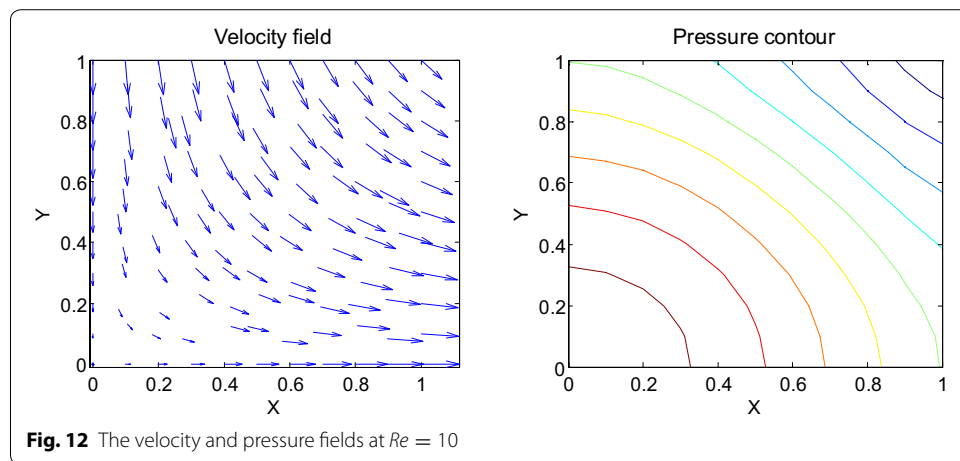 Velocity field
Pressure contour
1
0.8
0.6
0.4
0.2
0
Y
0 0.2 0.4 0.6 0.8 1
X
1
0.8
0.6
0.4
0.2
0
Y
0 0.2 0.4 0.6 0.8 1
X
Fig. 12 The velocity and pressure fields at Re = 10